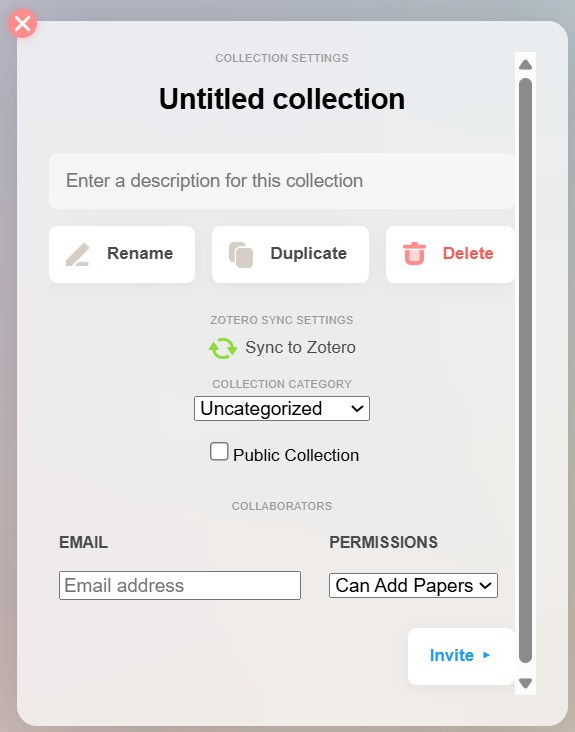 COLLECTION SETTINGS
Untitled collection
Enter a description for this collection
Rename Duplicate Delete
ZOTERO SYNC SETTINGS
Sync to Zotero
COLLECTION CATEGORY
Uncategorized
Public Collection
COLLABORATORS
EMAIL PERMISSIONS
Email address Can Add Papers
Invite